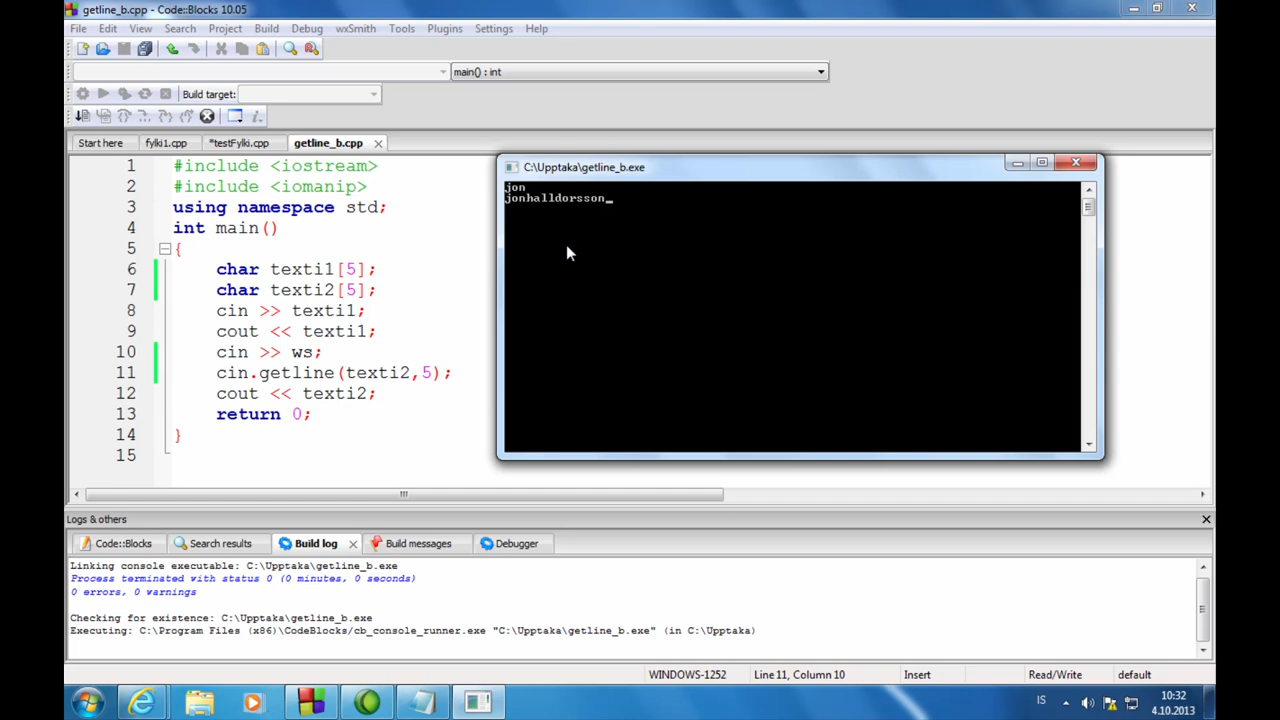 getline_b.cpp - Code::Blocks 10.05
File Edit View Search Project Build Debug wxSmith Tools Plugins Settings Help
main() : int
Build target:
Start here fylki1.cpp *testFylki.cpp getline_b.cpp
1 #include <iostream>
2 #include <iomanip>
3 using namespace std;
4 int main()
5 {
6 char texti1[5];
7 char texti2[5];
8 cin >> texti1;
9 cout << texti1;
10 cin >> ws;
11 cin.getline(texti2,5);
12 cout << texti2;
13 return 0;
14 }
15
C:\Upptaka\getline_b.exe
jon
jonhalldorsson_
Logs & others
Code::Blocks Search results Build log Build messages Debugger
Linking console executable: C:\Upptaka\getline_b.exe
Process terminated with status 0 (0 minutes, 0 seconds)
0 errors, 0 warnings
Checking for existence: C:\Upptaka\getline_b.exe
Executing: C:\Program Files (x86)\CodeBlocks/cb_console_runner.exe "C:\Upptaka\getline_b.exe" (in C:\Upptaka)
WINDOWS-1252 Line 11, Column 10 Insert Read/Write default
IS 10:32
4.10.2013